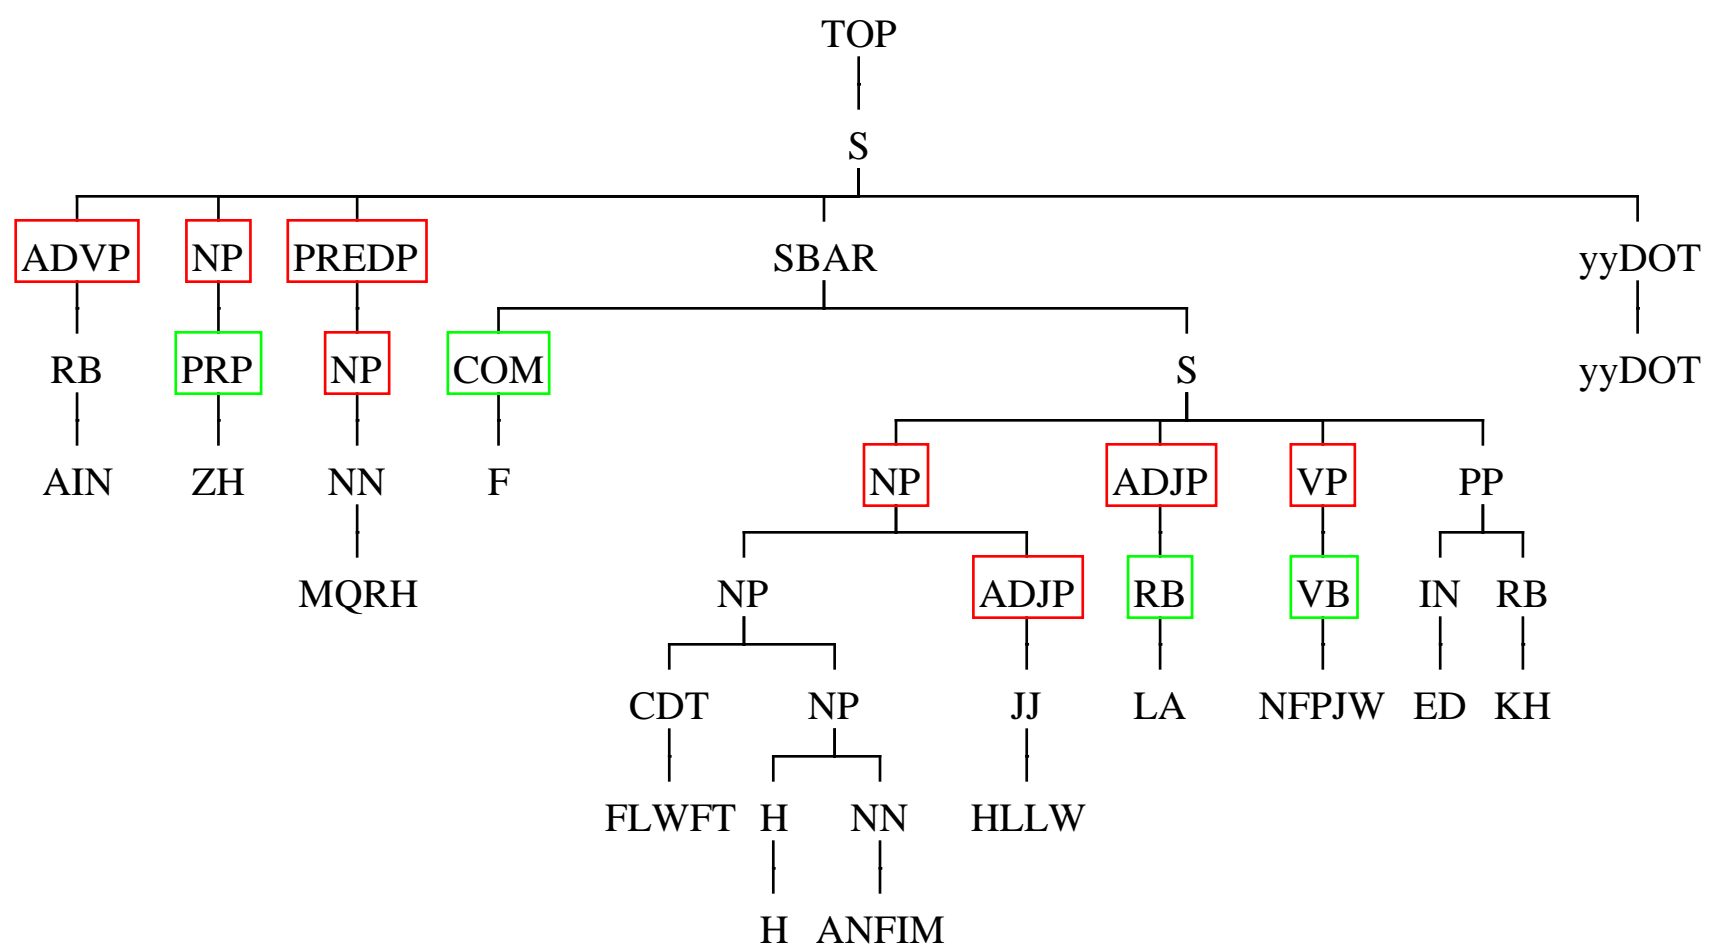 TOP
S
ADVP NP PREDP SBAR yyDOT
RB PRP NP COM S yyDOT
AIN ZH NN F NP ADJP VP PP
MQRH NP ADJP RB VB IN RB
CDT NP JJ LA NFPJW ED KH
FLWFT H NN HLLW
H ANFIM